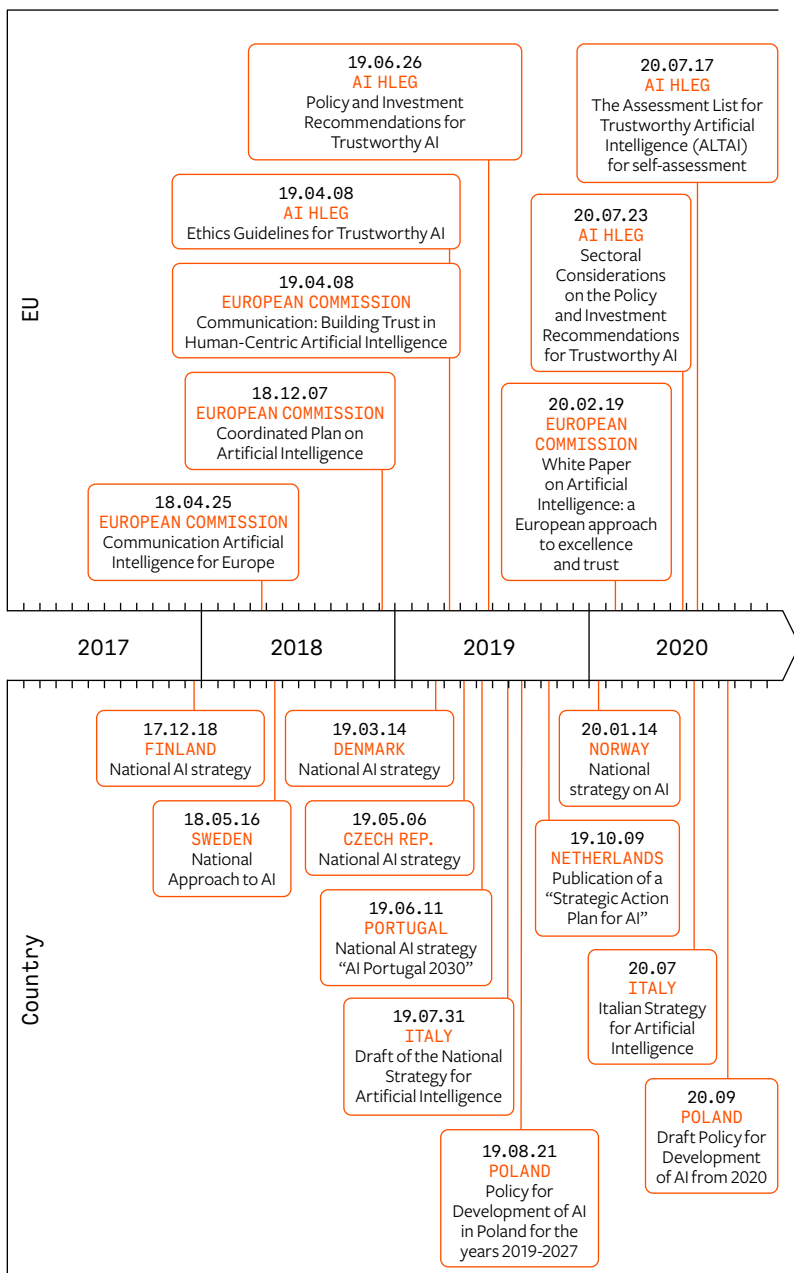 EU
19.06.26
AI HLEG
Policy and Investment
Recommendations for
Trustworthy AI
20.07.17
AI HLEG
The Assessment List for
Trustworthy Artificial
Intelligence (ALTAI)
for self-assessment
19.04.08
AI HLEG
Ethics Guidelines for Trustworthy AI
20.07.23
AI HLEG
Sectoral
Considerations
on the Policy
and Investment
Recommendations
for Trustworthy AI
19.04.08
EUROPEAN COMMISSION
Communication: Building Trust in
Human-Centric Artificial Intelligence
18.12.07
EUROPEAN COMMISSION
Coordinated Plan on
Artificial Intelligence
20.02.19
EUROPEAN
COMMISSION
White Paper
on Artificial
Intelligence: a
European approach
to excellence
and trust
18.04.25
EUROPEAN COMMISSION
Communication Artificial
Intelligence for Europe
2017 2018 2019 2020
Country
17.12.18
FINLAND
National AI strategy
19.03.14
DENMARK
National AI strategy
20.01.14
NORWAY
National
strategy on AI
18.05.16
SWEDEN
National
Approach to AI
19.05.06
CZECH REP.
National AI strategy
19.10.09
NETHERLANDS
Publication of a
“Strategic Action
Plan for AI”
19.06.11
PORTUGAL
National AI strategy
“AI Portugal 2030”
20.07
ITALY
Italian Strategy
for Artificial
Intelligence
19.07.31
ITALY
Draft of the National
Strategy for
Artificial Intelligence
20.09
POLAND
Draft Policy for
Development
of AI from 2020
19.08.21
POLAND
Policy for
Development of AI
in Poland for the
years 2019-2027